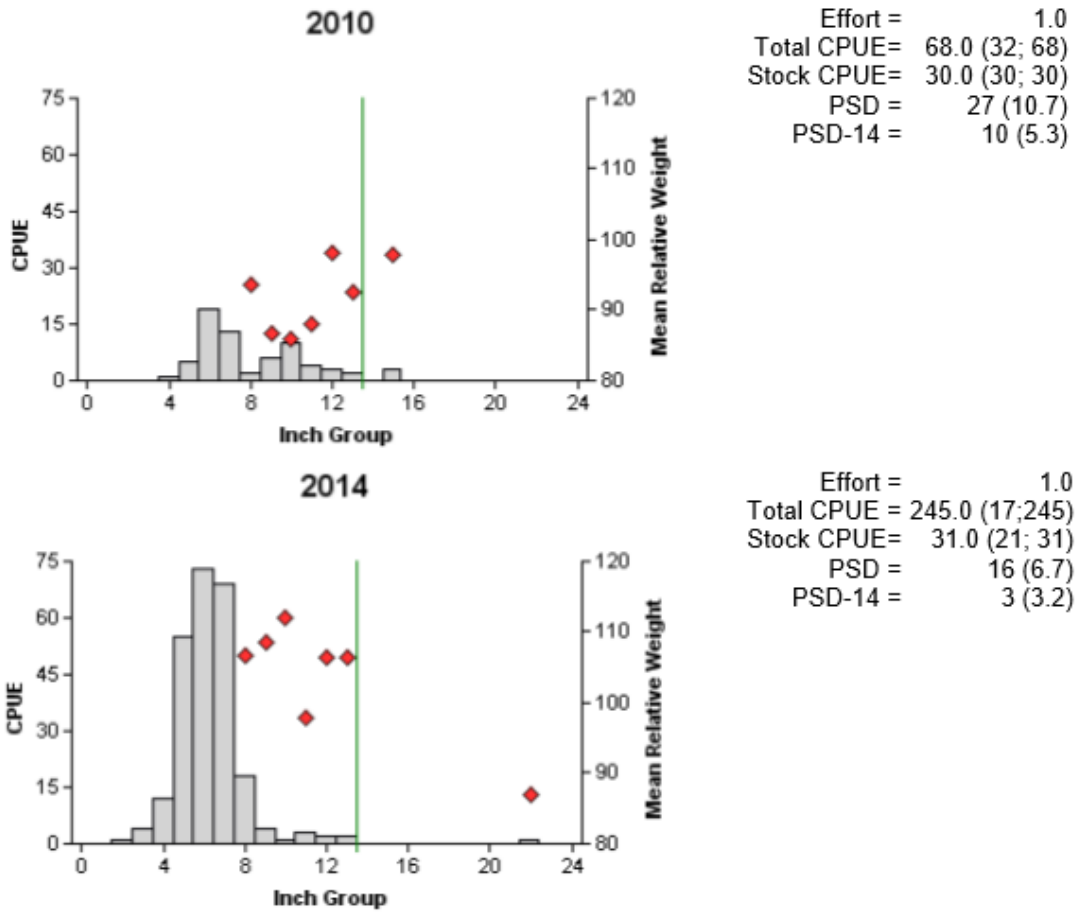 2010
Effort = 1.0
Total CPUE= 68.0 (32; 68)
Stock CPUE= 30.0 (30; 30)
PSD = 27 (10.7)
PSD-14 = 10 (5.3)
75
60
45
30
15
0
CPUE
120
110
100
90
80
Mean Relative Weight
0 4 8 12 16 20 24
Inch Group
2014
Effort = 1.0
Total CPUE = 245.0 (17;245)
Stock CPUE= 31.0 (21; 31)
PSD = 16 (6.7)
PSD-14 = 3 (3.2)
75
60
45
30
15
0
CPUE
120
110
100
90
80
Mean Relative Weight
0 4 8 12 16 20 24
Inch Group